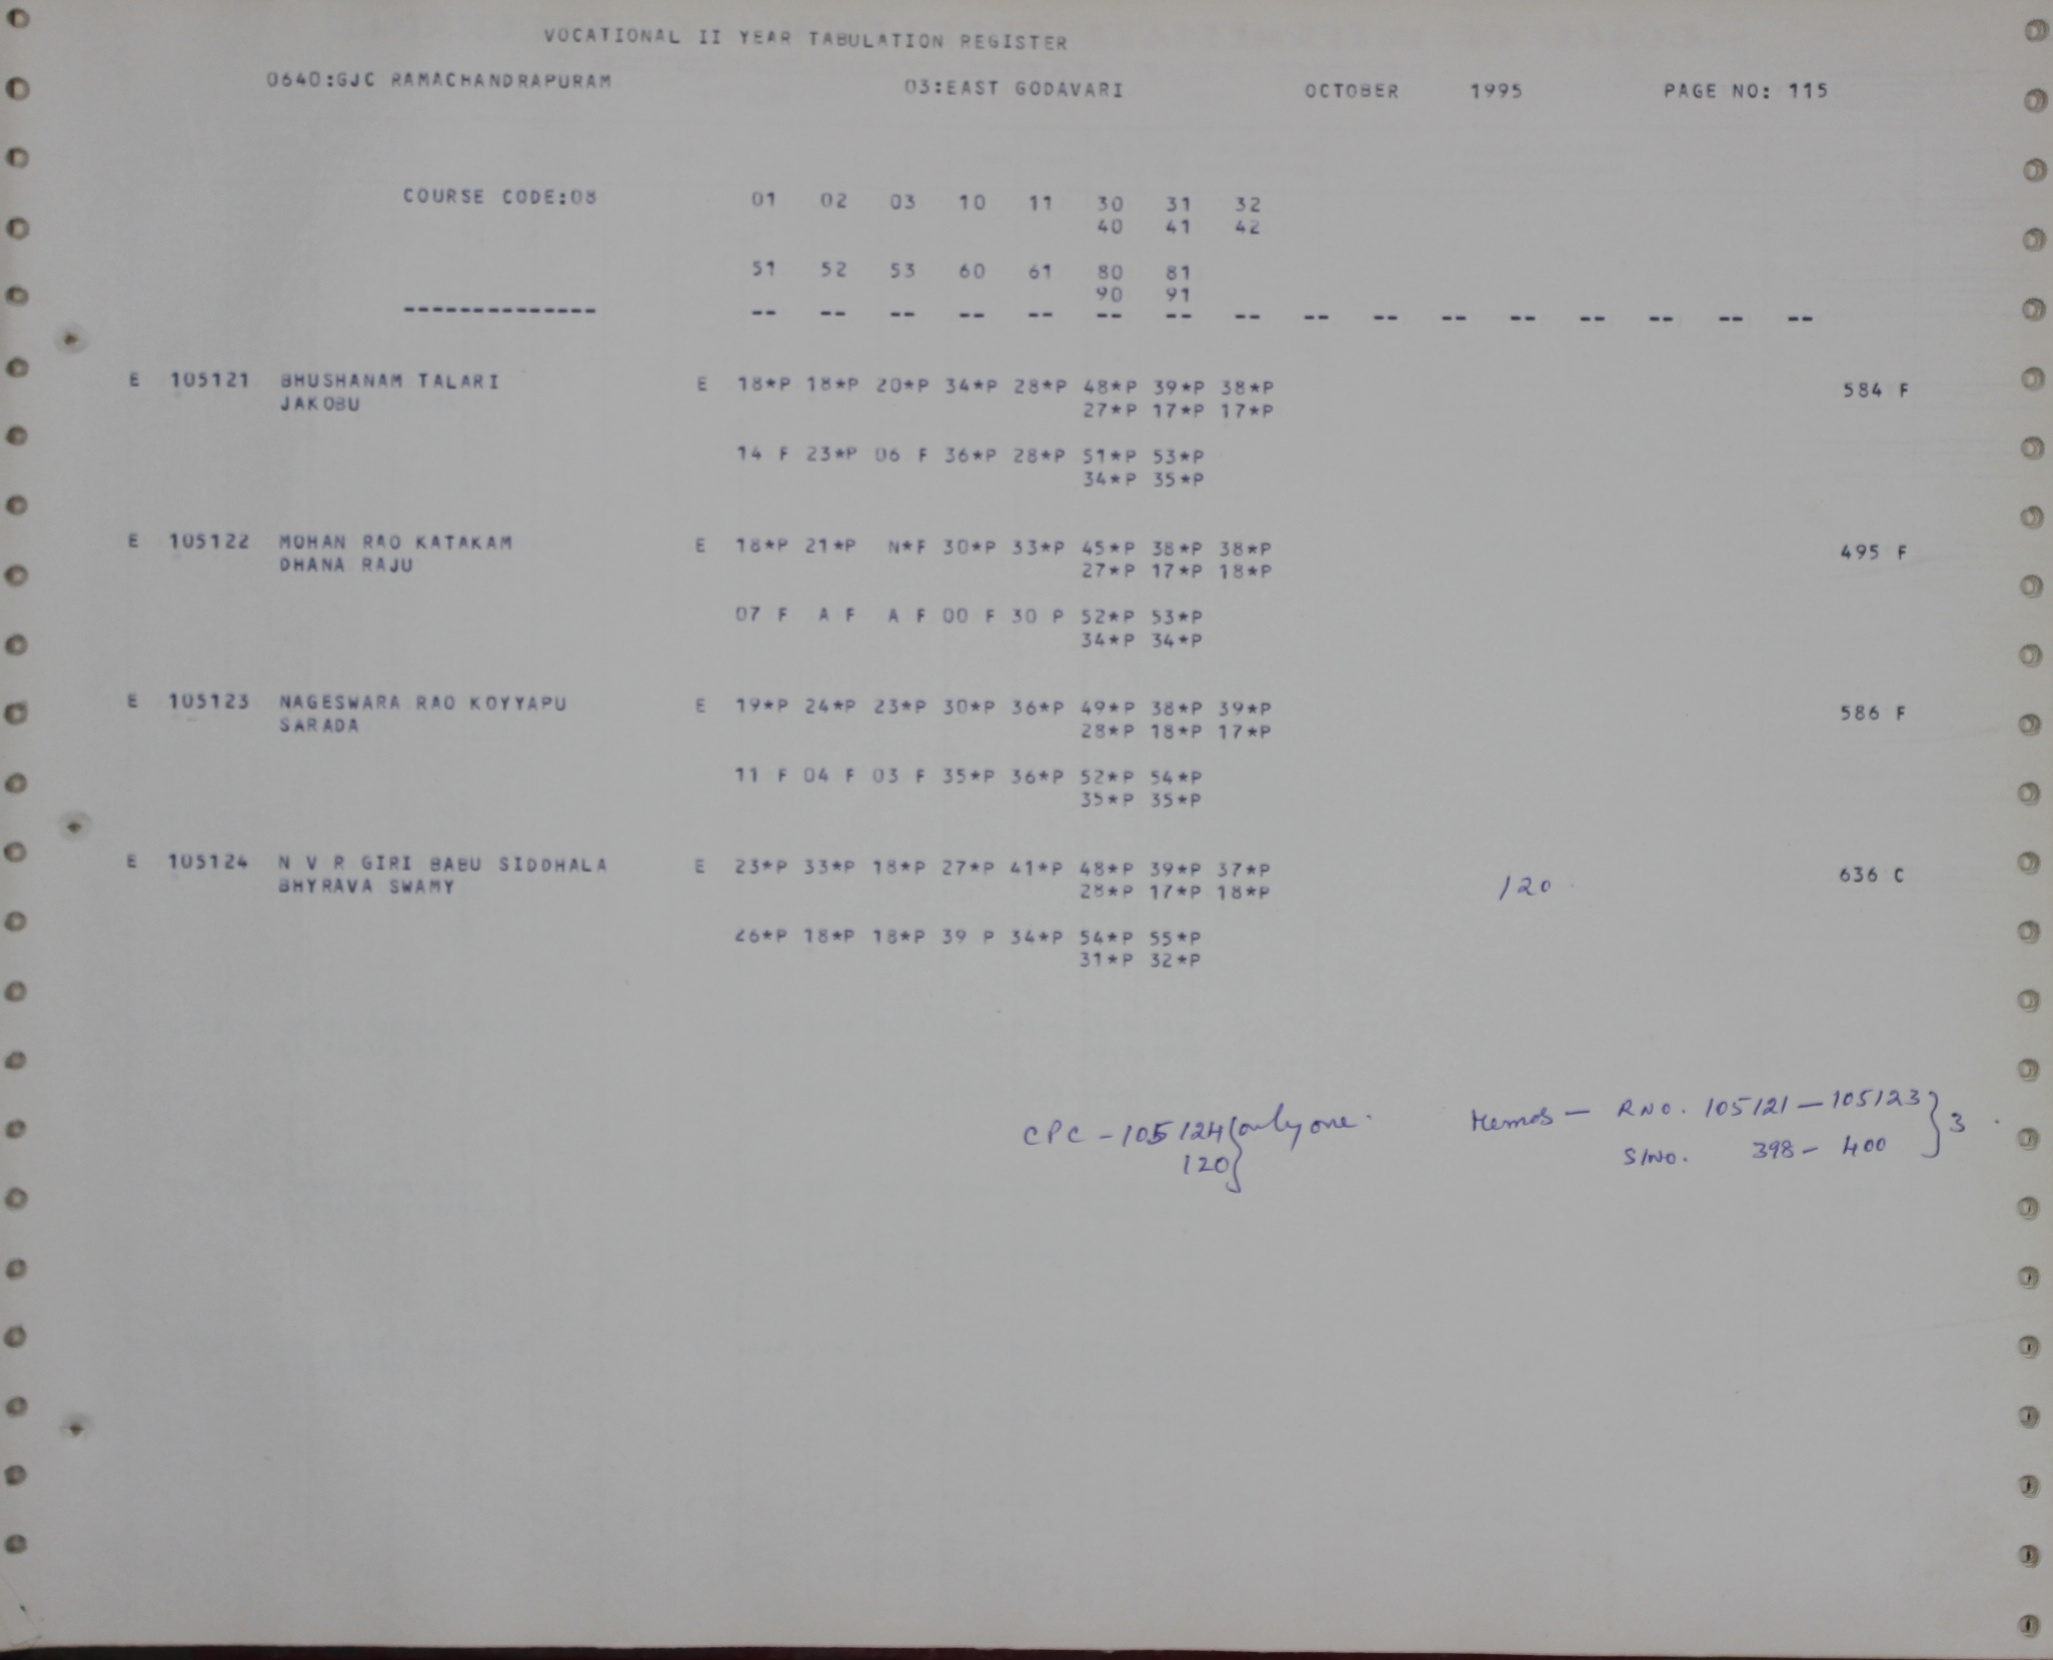 VOCATIONAL II YEAR TABULATION REGISTER
0640:GJC RAMACHANDRAPURAM 03:EAST GODAVARI OCTOBER 1995 PAGE NO: 115
COURSE CODE:08 01 02 03 10 11 30 31 32
40 41 42
51 52 53 60 61 80 81
90 91
-------------- -- -- -- -- -- -- -- -- -- -- -- -- -- -- -- --
E 105121 BHUSHANAM TALARI E 18*P 18*P 20*P 34*P 28*P 48*P 39*P 38*P 584 F
JAKOBU 27*P 17*P 17*P
14 F 23*P 06 F 36*P 28*P 51*P 53*P
34*P 35*P
E 105122 MOHAN RAO KATAKAM E 18*P 21*P N*F 30*P 33*P 45*P 38*P 38*P 495 F
DHANA RAJU 27*P 17*P 18*P
07 F A F A F 00 F 30 P 52*P 53*P
34*P 34*P
E 105123 NAGESWARA RAO KOYYAPU E 19*P 24*P 23*P 30*P 36*P 49*P 38*P 39*P 586 F
SARADA 28*P 18*P 17*P
11 F 04 F 03 F 35*P 36*P 52*P 54*P
35*P 35*P
E 105124 N V R GIRI BABU SIDDHALA E 23*P 33*P 18*P 27*P 41*P 48*P 39*P 37*P 636 C
BHYRAVA SWAMY 28*P 17*P 18*P 120
26*P 18*P 18*P 39 P 34*P 54*P 55*P
31*P 32*P
CPC - 105124 } only one. Memos - RNO. 105121 - 105123 } 3
120 S/NO. 398 - 400